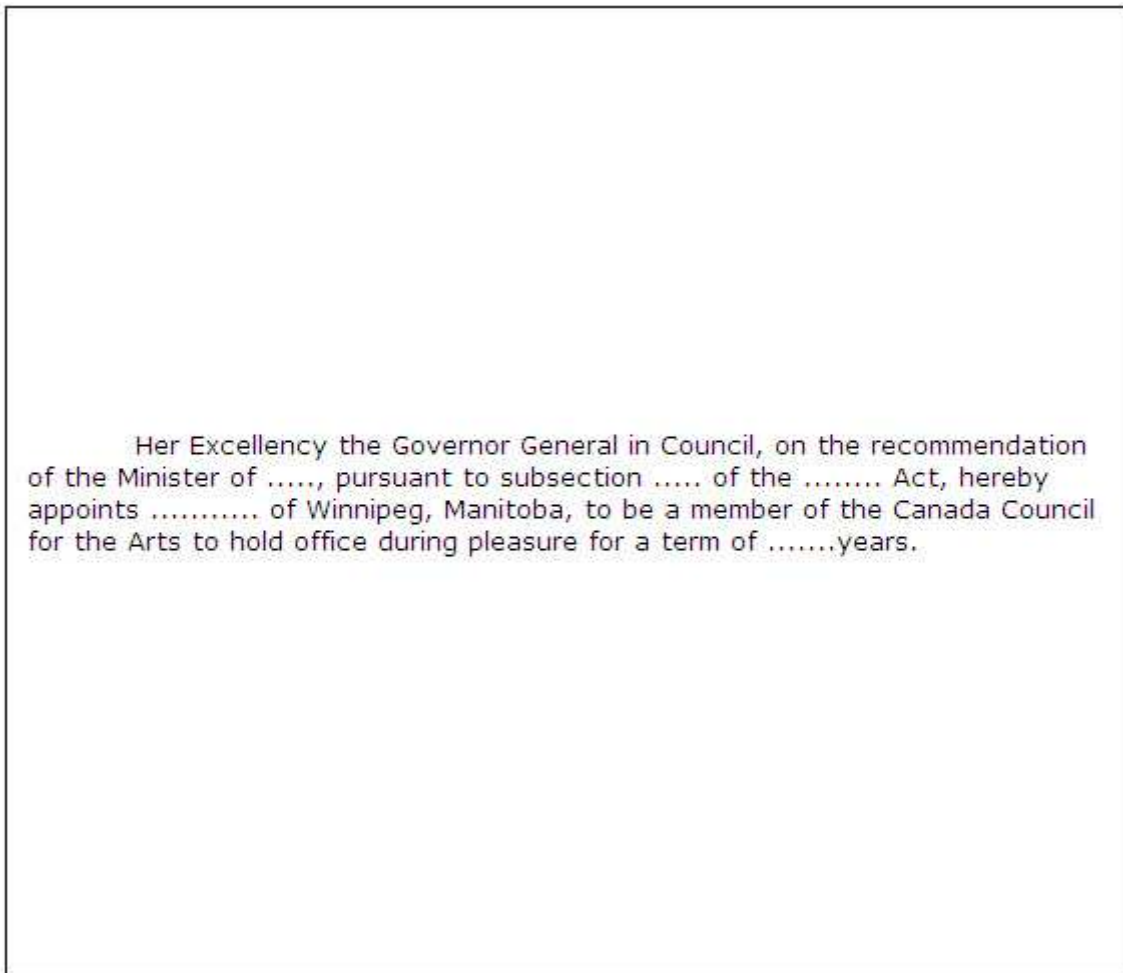 Her Excellency the Governor General in Council, on the recommendation
of the Minister of ....., pursuant to subsection ..... of the ........ Act, hereby
appoints ........... of Winnipeg, Manitoba, to be a member of the Canada Council
for the Arts to hold office during pleasure for a term of .......years.